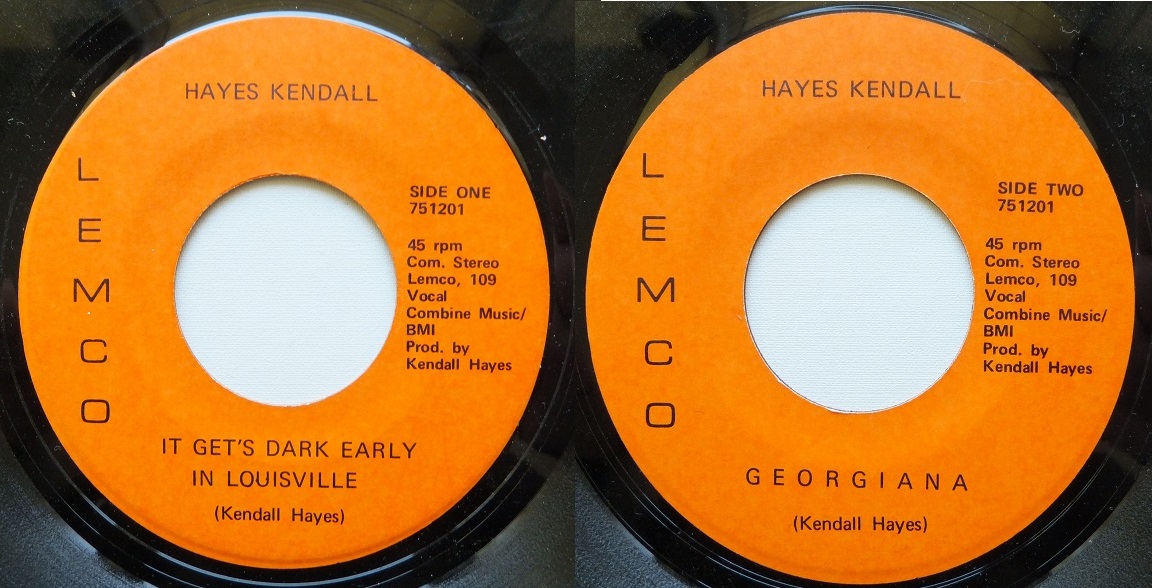 HAYES KENDALL
L
E
M
C
O
SIDE ONE
751201
45 rpm
Com. Stereo
Lemco, 109
Vocal
Combine Music/
BMI
Prod. by
Kendall Hayes
IT GET'S DARK EARLY
IN LOUISVILLE
(Kendall Hayes)
HAYES KENDALL
L
E
M
C
O
SIDE TWO
751201
45 rpm
Com. Stereo
Lemco, 109
Vocal
Combine Music/
BMI
Prod. by
Kendall Hayes
G E O R G I A N A
(Kendall Hayes)